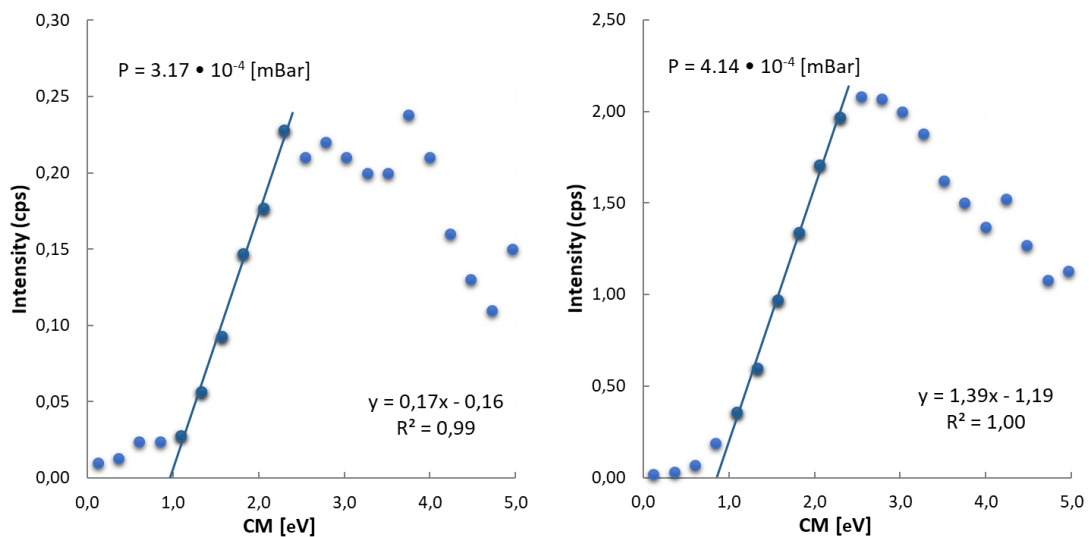 0,30
P = 3.17 • 10⁻⁴ [mBar]
0,25
0,20
0,15
0,10
0,05
0,00
Intensity (cps)
y = 0,17x - 0,16
R² = 0,99
0,0 1,0 2,0 3,0 4,0 5,0
CM [eV]
2,50
P = 4.14 • 10⁻⁴ [mBar]
2,00
1,50
1,00
0,50
0,00
Intensity (cps)
y = 1,39x - 1,19
R² = 1,00
0,0 1,0 2,0 3,0 4,0 5,0
CM [eV]